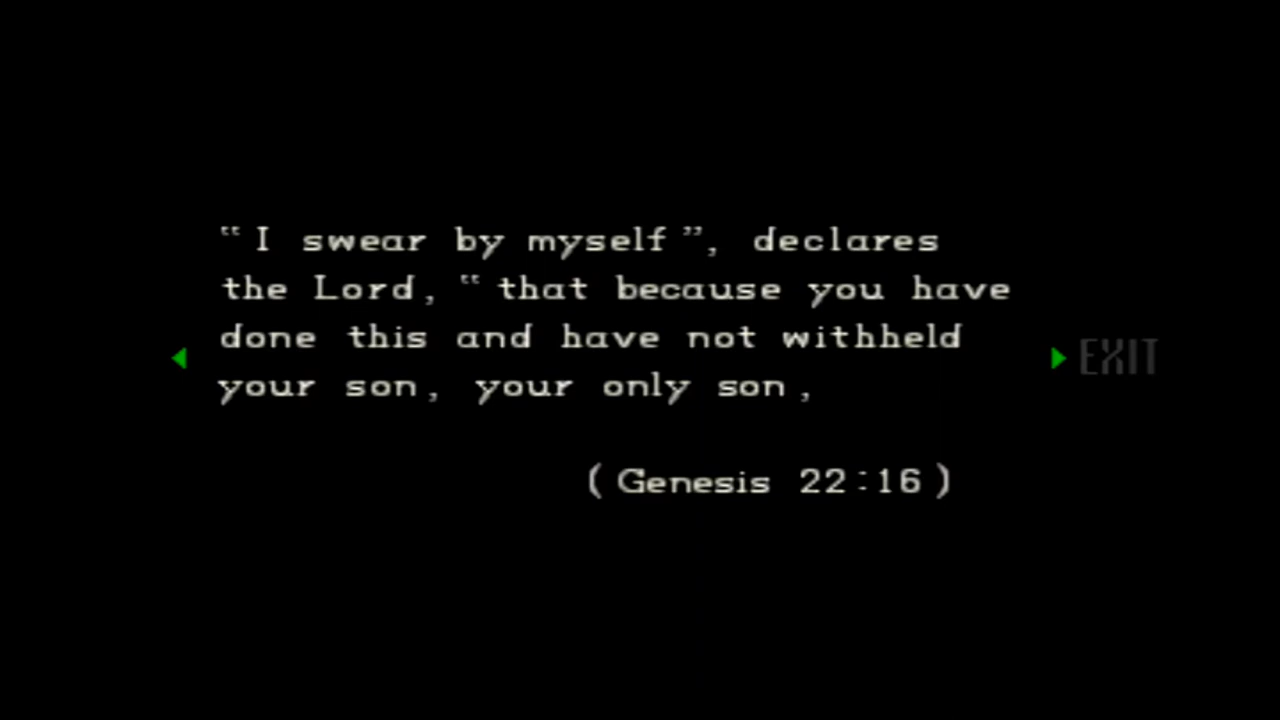 “I swear by myself”, declares
the Lord, “that because you have
done this and have not withheld
your son, your only son,
EXIT
(Genesis 22:16)